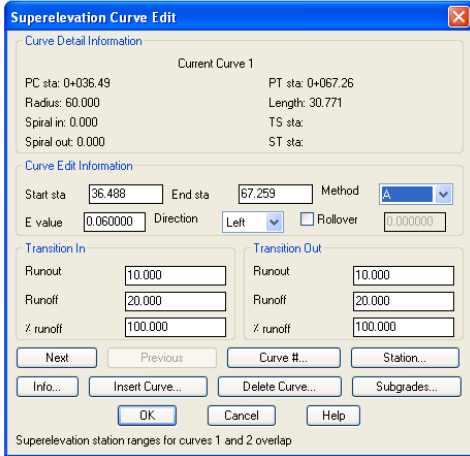 Superelevation Curve Edit
Curve Detail Information
Current Curve 1
PC sta: 0+036.49 PT sta: 0+067.26
Radius: 60.000 Length: 30.771
Spiral in: 0.000 TS sta:
Spiral out: 0.000 ST sta:
Curve Edit Information
Start sta 36.488 End sta 67.259 Method A
E value 0.060000 Direction Left Rollover 0.000000
Transition In Transition Out
Runout 10.000 Runout 10.000
Runoff 20.000 Runoff 20.000
% runoff 100.000 % runoff 100.000
Next Previous Curve #... Station...
Info... Insert Curve... Delete Curve... Subgrades...
OK Cancel Help
Superelevation station ranges for curves 1 and 2 overlap